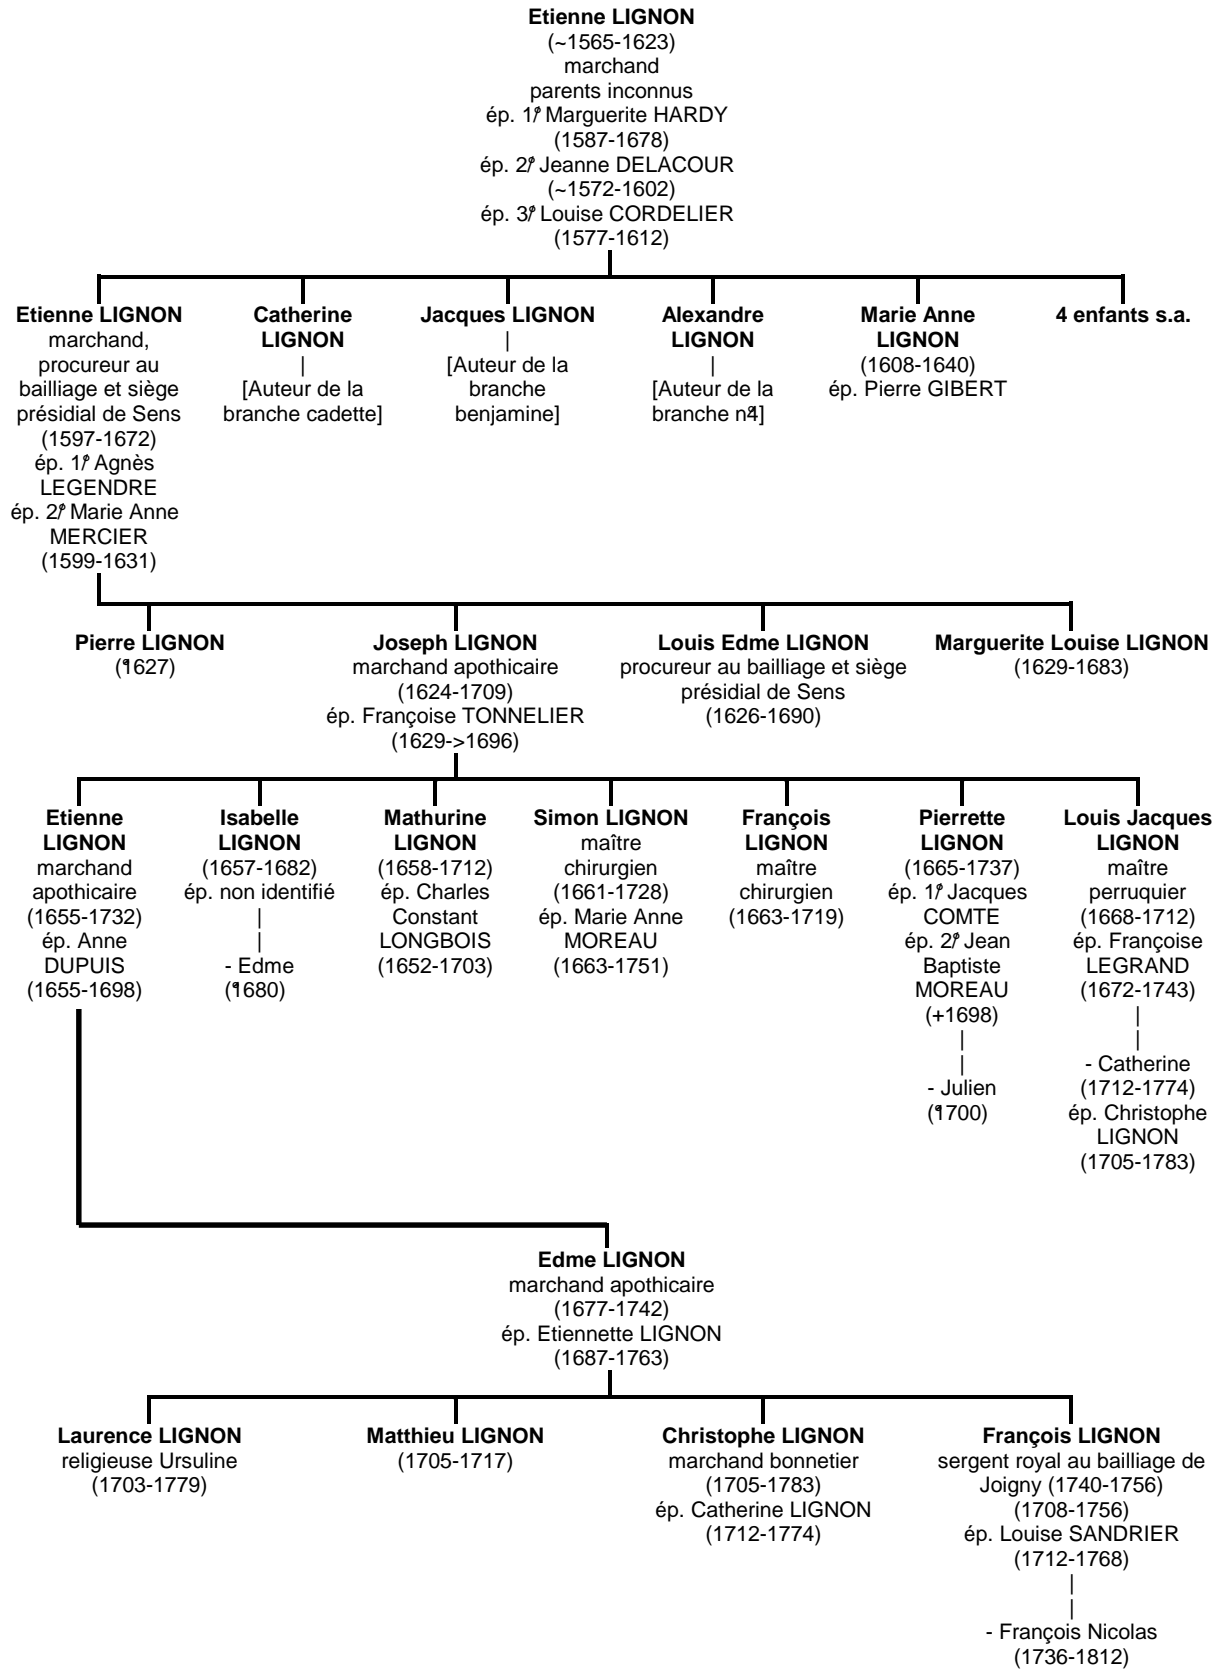 Etienne LIGNON
(~1565-1623)
marchand
parents inconnus
ép. 1°/ Marguerite HARDY
(1587-1678)
ép. 2°/ Jeanne DELACOUR
(~1572-1602)
ép. 3°/ Louise CORDELIER
(1577-1612)
Etienne LIGNON
marchand,
procureur au
bailliage et siège
présidial de Sens
(1597-1672)
ép. 1°/ Agnès
LEGENDRE
ép. 2°/ Marie Anne
MERCIER
(1599-1631)
Catherine
LIGNON
|
[Auteur de la
branche cadette]
Jacques LIGNON
|
[Auteur de la
branche
benjamine]
Alexandre
LIGNON
|
[Auteur de la
branche n°4]
Marie Anne
LIGNON
(1608-1640)
ép. Pierre GIBERT
4 enfants s.a.
Pierre LIGNON
(°1627)
Joseph LIGNON
marchand apothicaire
(1624-1709)
ép. Françoise TONNELIER
(1629->1696)
Louis Edme LIGNON
procureur au bailliage et siège
présidial de Sens
(1626-1690)
Marguerite Louise LIGNON
(1629-1683)
Etienne
LIGNON
marchand
apothicaire
(1655-1732)
ép. Anne
DUPUIS
(1655-1698)
Isabelle
LIGNON
(1657-1682)
ép. non identifié
|
|
- Edme
(°1680)
Mathurine
LIGNON
(1658-1712)
ép. Charles
Constant
LONGBOIS
(1652-1703)
Simon LIGNON
maître
chirurgien
(1661-1728)
ép. Marie Anne
MOREAU
(1663-1751)
François
LIGNON
maître
chirurgien
(1663-1719)
Pierrette
LIGNON
(1665-1737)
ép. 1°/ Jacques
COMTE
ép. 2°/ Jean
Baptiste
MOREAU
(+1698)
|
|
- Julien
(°1700)
Louis Jacques
LIGNON
maître
perruquier
(1668-1712)
ép. Françoise
LEGRAND
(1672-1743)
|
|
- Catherine
(1712-1774)
ép. Christophe
LIGNON
(1705-1783)
Edme LIGNON
marchand apothicaire
(1677-1742)
ép. Etiennette LIGNON
(1687-1763)
Laurence LIGNON
religieuse Ursuline
(1703-1779)
Matthieu LIGNON
(1705-1717)
Christophe LIGNON
marchand bonnetier
(1705-1783)
ép. Catherine LIGNON
(1712-1774)
François LIGNON
sergent royal au bailliage de
Joigny (1740-1756)
(1708-1756)
ép. Louise SANDRIER
(1712-1768)
|
|
- François Nicolas
(1736-1812)